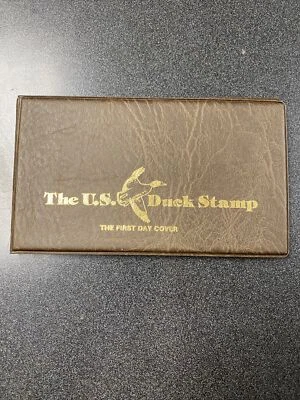 The U.S. Duck Stamp
THE FIRST DAY COVER